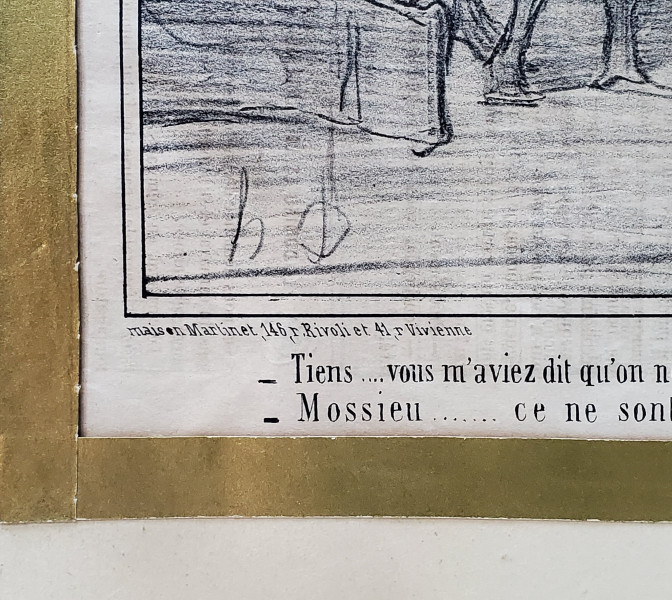 h D
maison Martinet, 146, r. Rivoli et 41, r Vivienne
_ Tiens ....vous m'aviez dit qu'on n
_ Mossieu ....... ce ne sont